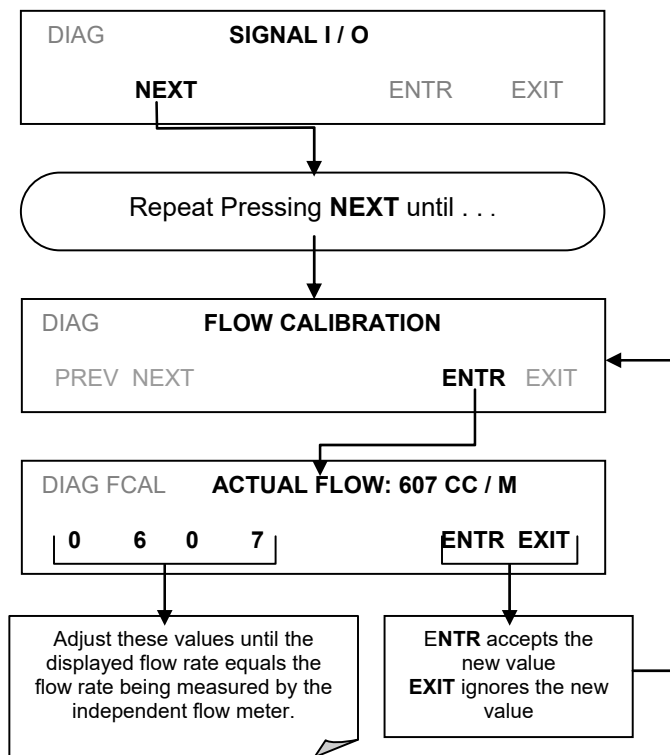 DIAG SIGNAL I / O
NEXT ENTR EXIT
Repeat Pressing NEXT until . . .
DIAG FLOW CALIBRATION
PREV NEXT ENTR EXIT
DIAG FCAL ACTUAL FLOW: 607 CC / M
0 6 0 7 ENTR EXIT
Adjust these values until the
displayed flow rate equals the
flow rate being measured by the
independent flow meter.
ENTR accepts the
new value
EXIT ignores the new
value